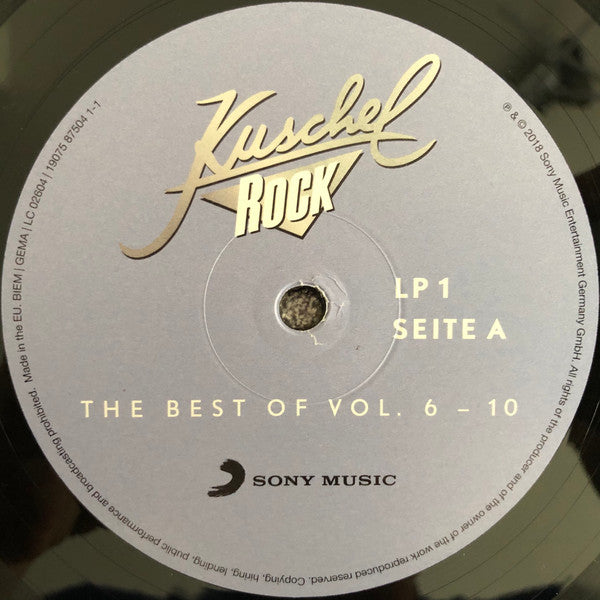 Kuschel
ROCK
LP 1
SEITE A
THE BEST OF VOL. 6 – 10
SONY MUSIC
℗ & © 2018 Sony Music Entertainment Germany GmbH. All rights of the producer and of the owner of the work reproduced reserved. Copying, hiring, lending, public performance and broadcasting prohibited. Made in the EU. BIEM | GEMA | LC 02604 | 19075 87504 1-1